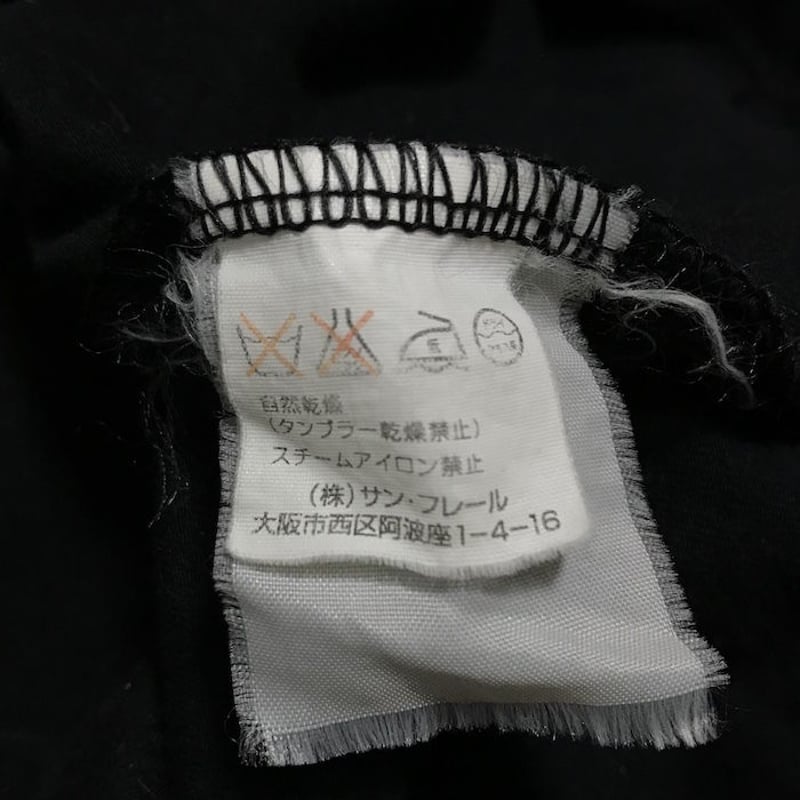 自然乾燥
(タンブラー乾燥禁止)
スチームアイロン禁止
(株)サン・フレール
大阪市西区阿波座1-4-16